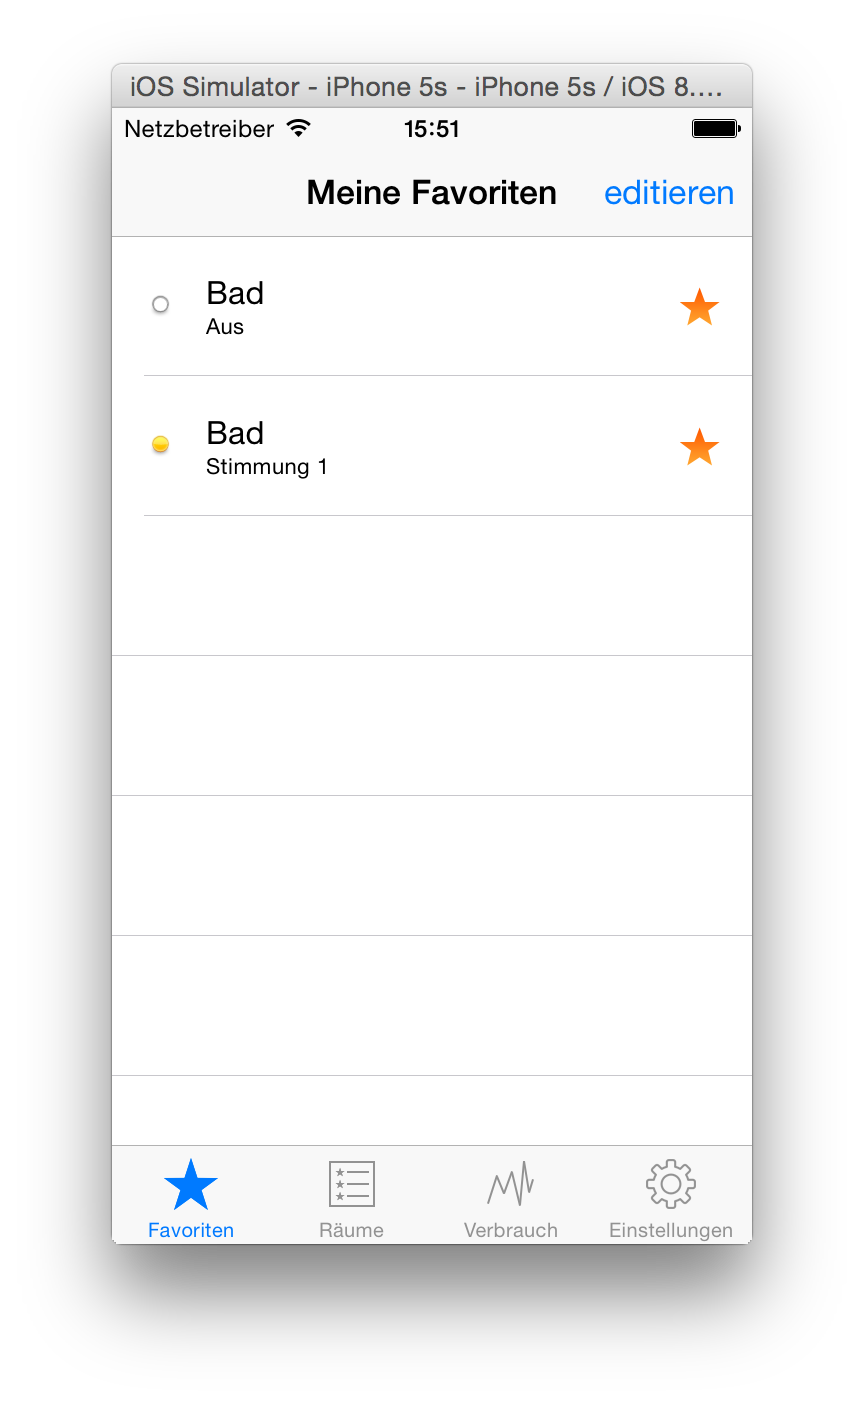 iOS Simulator - iPhone 5s - iPhone 5s / iOS 8....
Netzbetreiber 15:51
Meine Favoriten editieren
Bad
Aus
Bad
Stimmung 1
Favoriten Räume Verbrauch Einstellungen